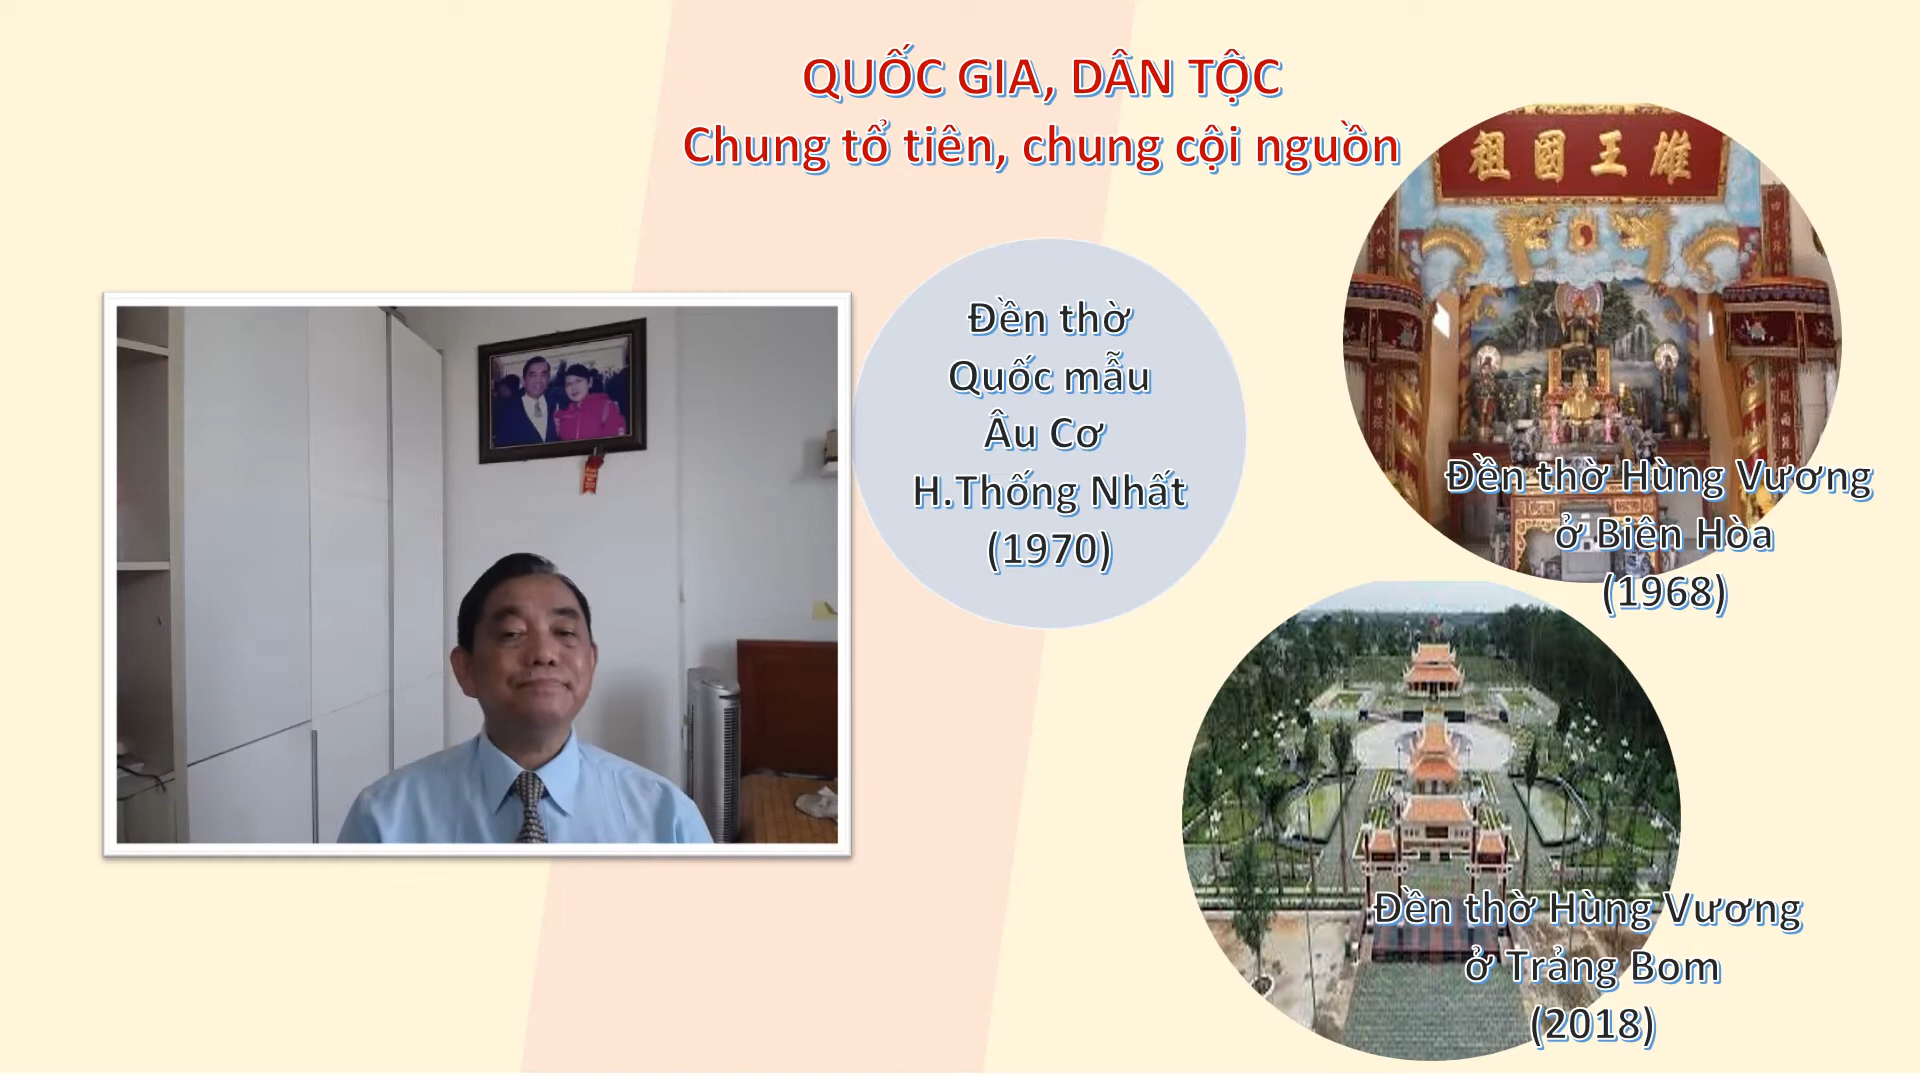 QUỐC GIA, DÂN TỘC
Chung tổ tiên, chung cội nguồn
祖國王雄
Đền thờ
Quốc mẫu
Âu Cơ
H.Thống Nhất
(1970)
Đền thờ Hùng Vương
ở Biên Hòa
(1968)
Đền thờ Hùng Vương
ở Trảng Bom
(2018)